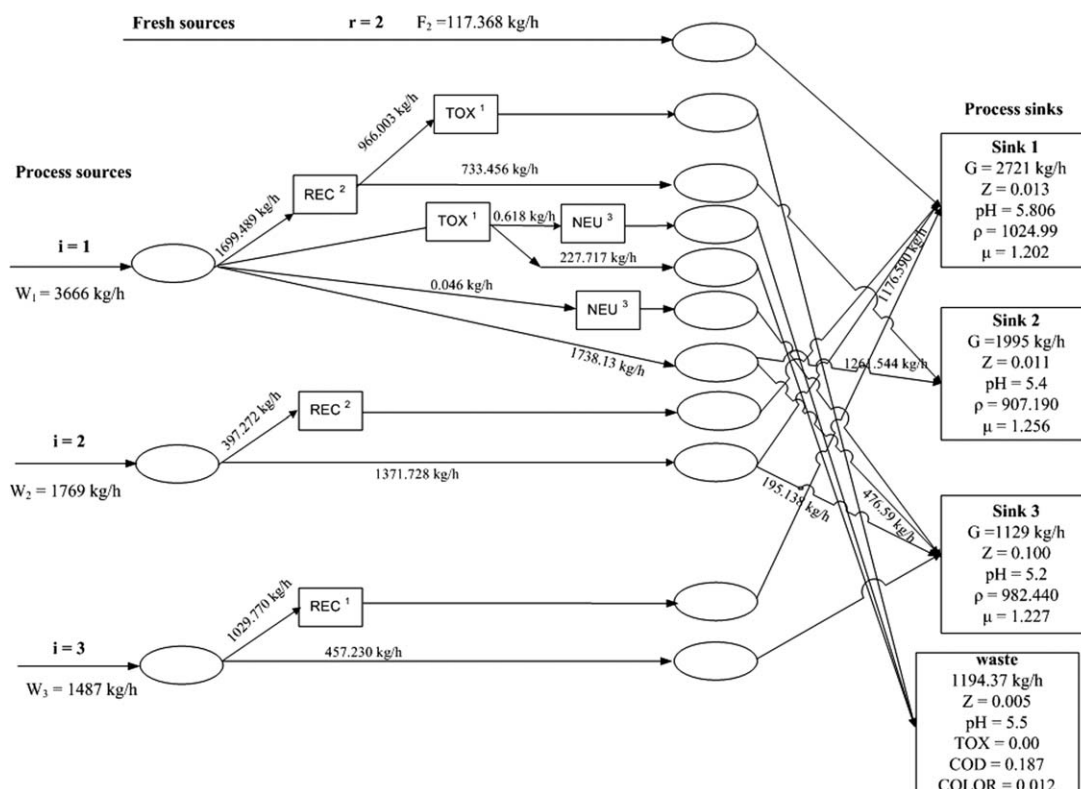 Fresh sources r = 2 F2 =117.368 kg/h
966.003 kg/h
TOX 1
Process sinks
Sink 1
G = 2721 kg/h
Z = 0.013
pH = 5.806
ρ = 1024.99
μ = 1.202
Process sources
REC 2
733.456 kg/h
1699.489 kg/h
TOX 1
0.618 kg/h
NEU 3
227.717 kg/h
1176.590 kg/h
i = 1
W1 = 3666 kg/h
0.046 kg/h
NEU 3
1738.13 kg/h
1261.544 kg/h
Sink 2
G =1995 kg/h
Z = 0.011
pH = 5.4
ρ = 907.190
μ = 1.256
397.272 kg/h
REC 2
i = 2
W2 = 1769 kg/h
1371.728 kg/h
195.138 kg/h
476.59 kg/h
Sink 3
G =1129 kg/h
Z = 0.100
pH = 5.2
ρ = 982.440
μ = 1.227
1029.770 kg/h
REC 1
i = 3
W3 = 1487 kg/h
457.230 kg/h
waste
1194.37 kg/h
Z = 0.005
pH = 5.5
TOX = 0.00
COD = 0.187
COLOR = 0.012